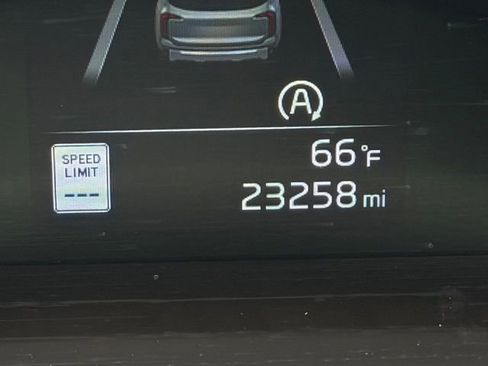 A
SPEED
LIMIT
---
66°F
23258 mi